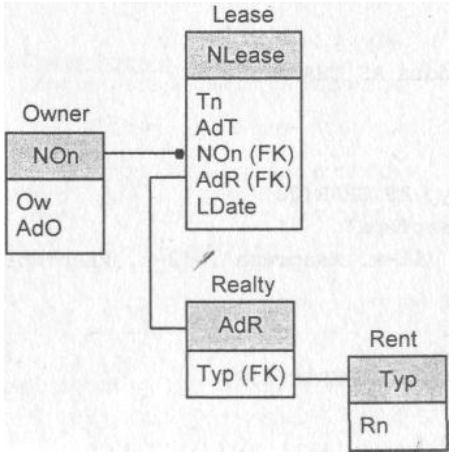 Lease
NLease
Tn
AdT
NOn (FK)
AdR (FK)
LDate
Owner
NOn
Ow
AdO
Realty
AdR
Typ (FK)
Rent
Typ
Rn